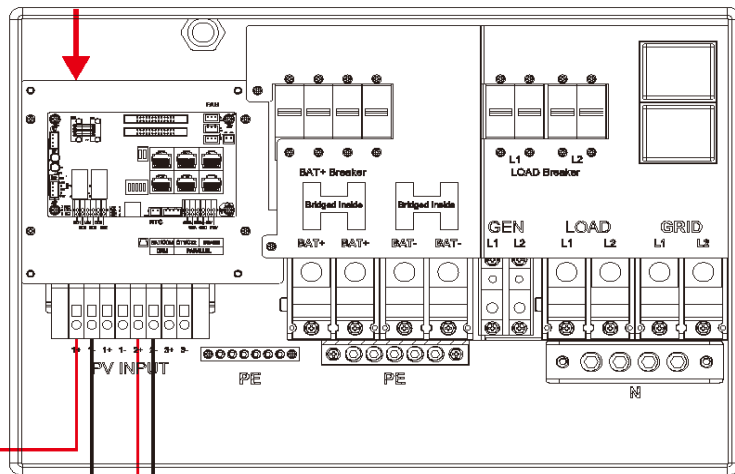 FAN
BAT+ Breaker
L1 L2
LOAD Breaker
Bridged Inside Bridged Inside
GEN LOAD GRID
BAT+ BAT+ BAT- BAT- L1 L2 L1 L2 L1 L2
NTC
PARALLEL
1+ 1- 1+ 1- 2+ 2- 3+ 3-
PV INPUT
PE PE
N